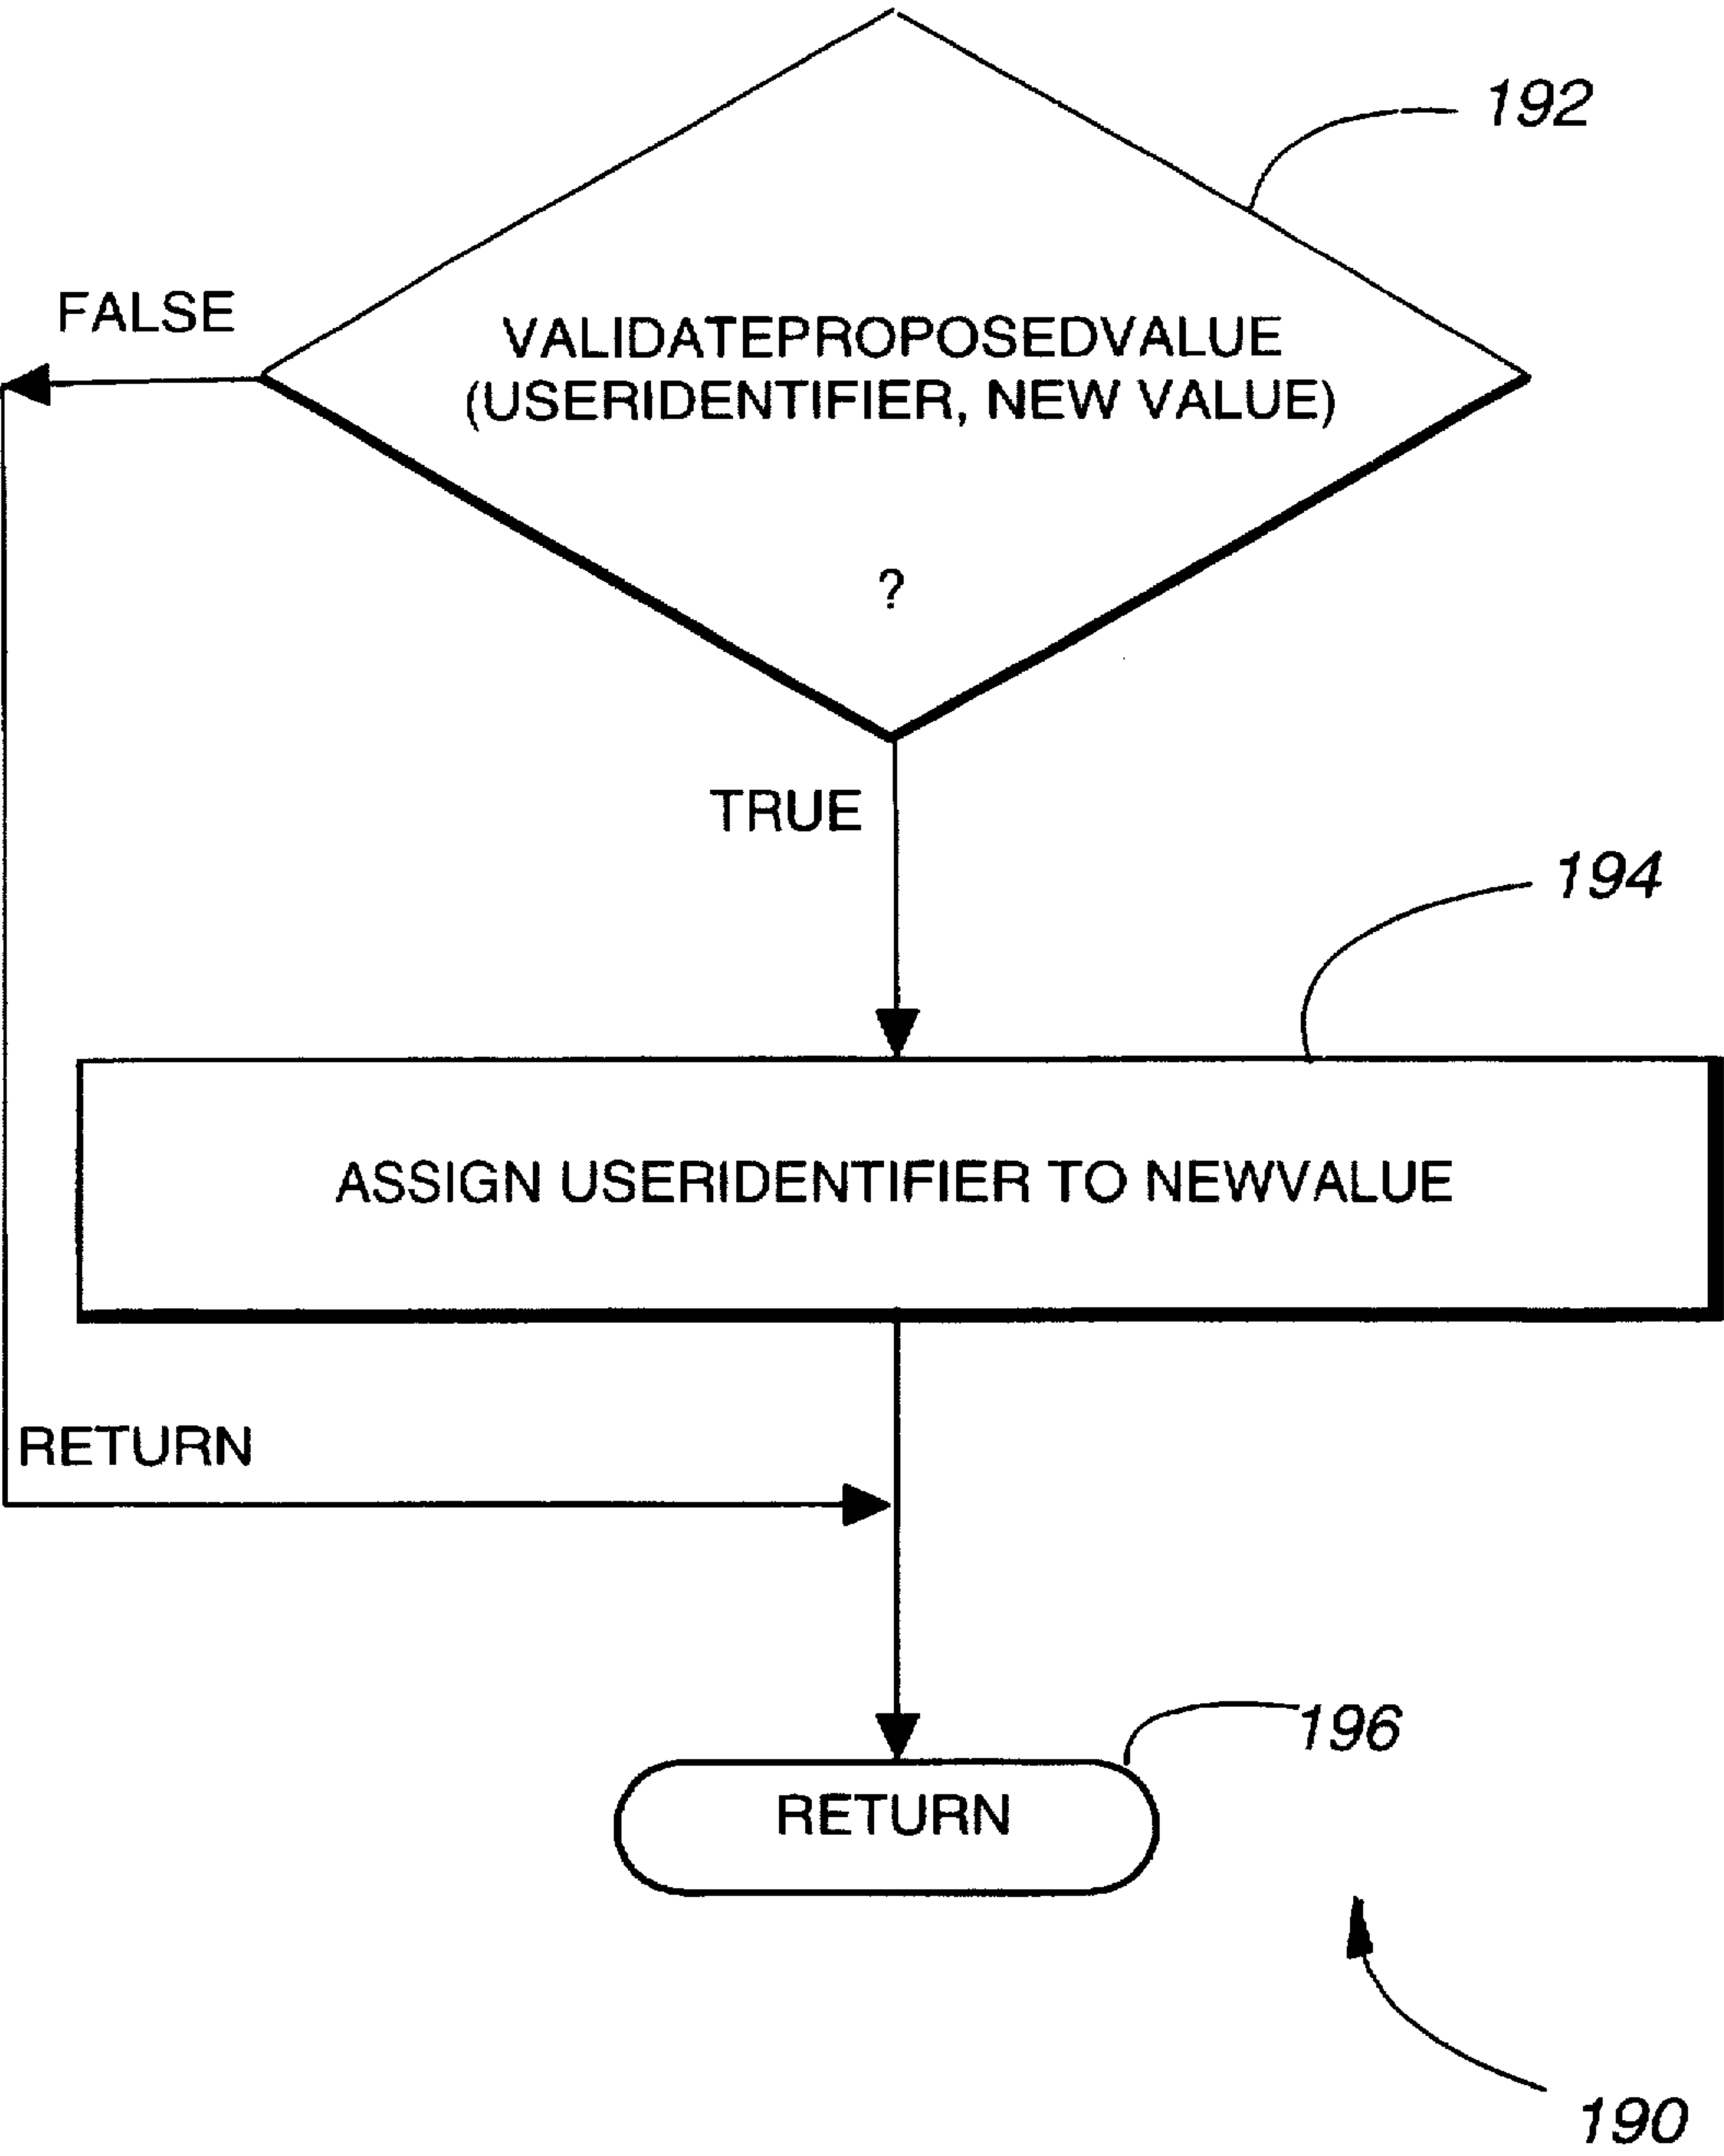 192
FALSE
VALIDATEPROPOSEDVALUE
(USERIDENTIFIER, NEW VALUE)
?
TRUE
194
ASSIGN USERIDENTIFIER TO NEWVALUE
RETURN
196
RETURN
190